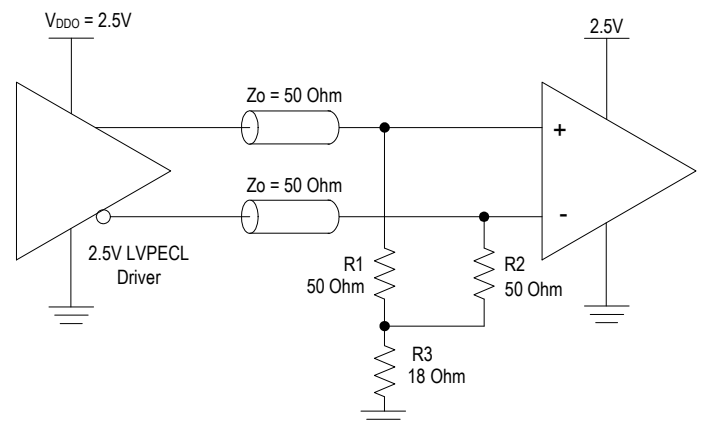 VDDO = 2.5V
2.5V
Zo = 50 Ohm
+
Zo = 50 Ohm
-
2.5V LVPECL
Driver
R1
50 Ohm
R2
50 Ohm
R3
18 Ohm